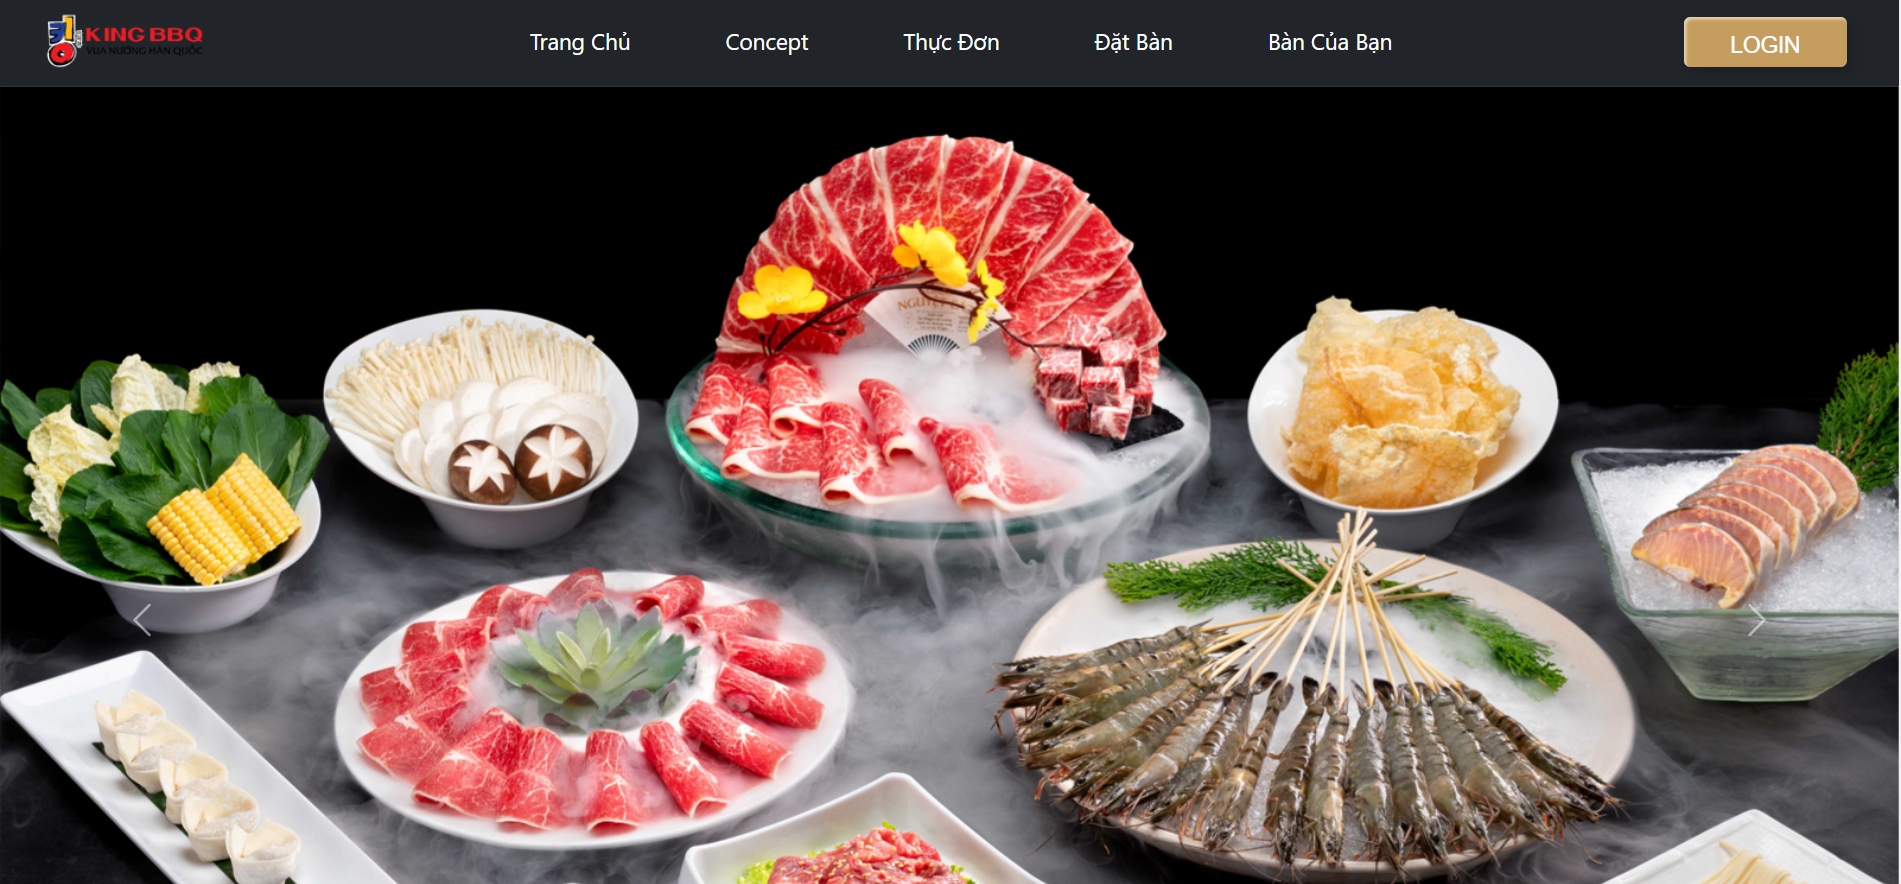 KING BBQ
VUA NƯỚNG HÀN QUỐC
Trang Chủ
Concept
Thực Đơn
Đặt Bàn
Bàn Của Bạn
LOGIN